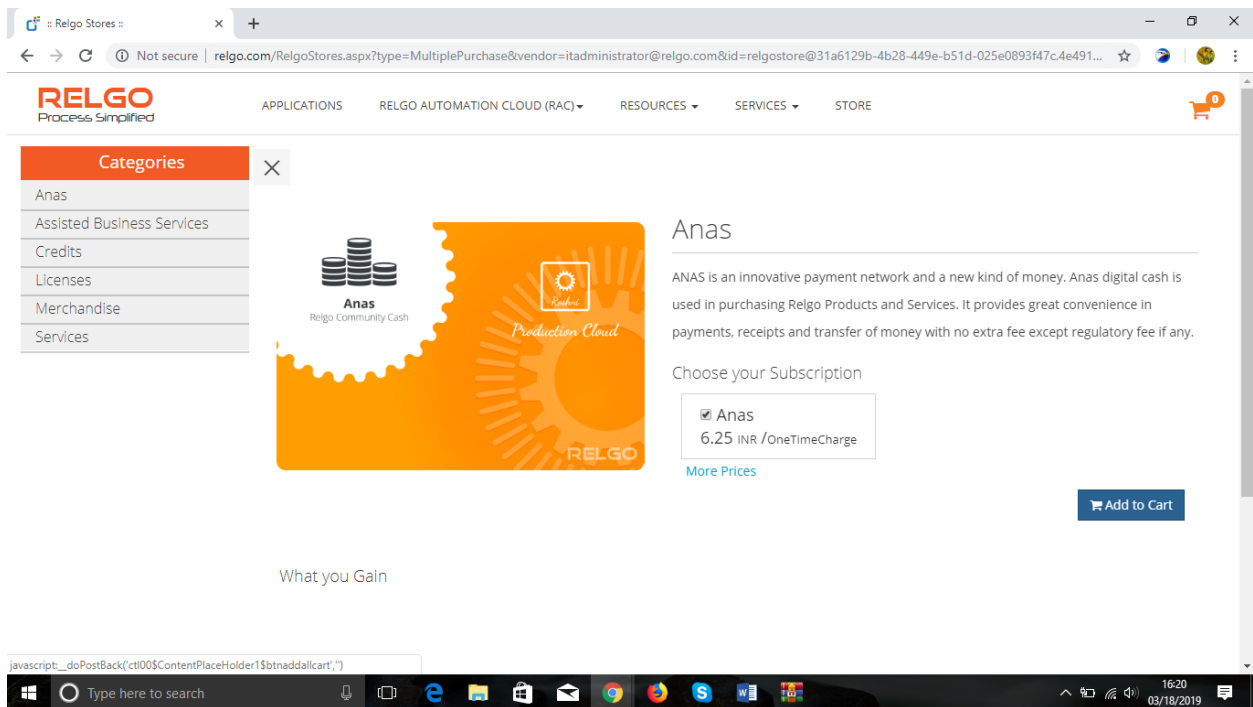 :: Relgo Stores ::
Not secure | relgo.com/RelgoStores.aspx?type=MultiplePurchase&vendor=itadministrator@relgo.com&id=relgostore@31a6129b-4b28-449e-b51d-025e0893f47c.4e491...
RELGO
Process Simplified
APPLICATIONS RELGO AUTOMATION CLOUD (RAC) RESOURCES SERVICES STORE
0
Categories
Anas
Assisted Business Services
Credits
Licenses
Merchandise
Services
Anas
Relgo Community Cash
Roshni
Production Cloud
RELGO
Anas
ANAS is an innovative payment network and a new kind of money. Anas digital cash is
used in purchasing Relgo Products and Services. It provides great convenience in
payments, receipts and transfer of money with no extra fee except regulatory fee if any.
Choose your Subscription
Anas
6.25 INR /OneTimeCharge
More Prices
Add to Cart
What you Gain
javascript:__doPostBack('ctl00$ContentPlaceHolder1$btnaddallcart','')
Type here to search
16:20
03/18/2019